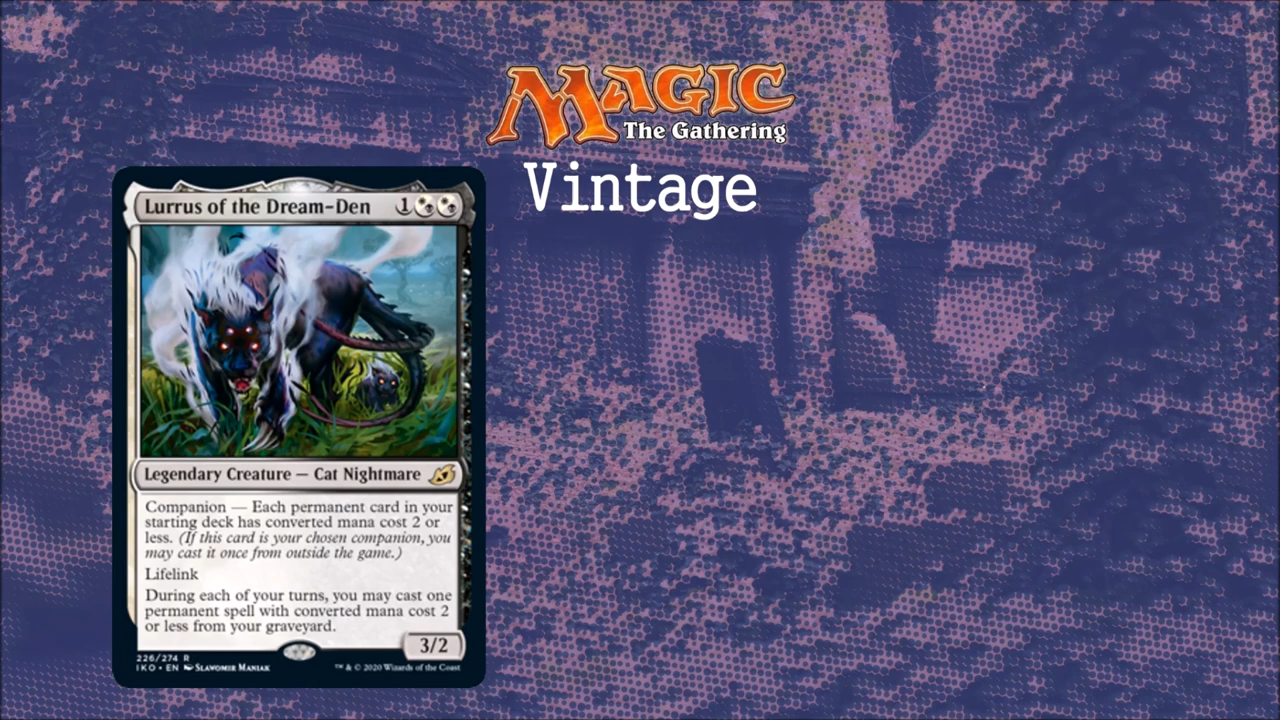 MAGIC
The Gathering
Vintage
Lurrus of the Dream-Den 1
Legendary Creature — Cat Nightmare
Companion — Each permanent card in your
starting deck has converted mana cost 2 or
less. (If this card is your chosen companion, you
may cast it once from outside the game.)
Lifelink
During each of your turns, you may cast one
permanent spell with converted mana cost 2
or less from your graveyard.
3/2
226/274 R
IKO • EN SLAWOMIR MANIAK
™ & © 2020 Wizards of the Coast